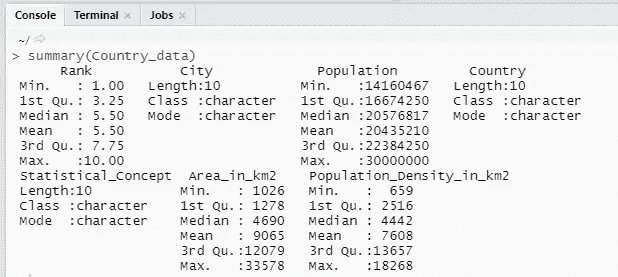 Console Terminal × Jobs ×
~/
> summary(Country_data)
Rank City Population Country
Min. : 1.00 Length:10 Min. :14160467 Length:10
1st Qu.: 3.25 Class :character 1st Qu.:16674250 Class :character
Median : 5.50 Mode :character Median :20576817 Mode :character
Mean : 5.50 Mean :20435210
3rd Qu.: 7.75 3rd Qu.:22384250
Max. :10.00 Max. :30000000
Statistical_Concept Area_in_km2 Population_Density_in_km2
Length:10 Min. : 1026 Min. : 659
Class :character 1st Qu.: 1278 1st Qu.: 2516
Mode :character Median : 4690 Median : 4442
Mean : 9065 Mean : 7608
3rd Qu.:12079 3rd Qu.:13657
Max. :33578 Max. :18268